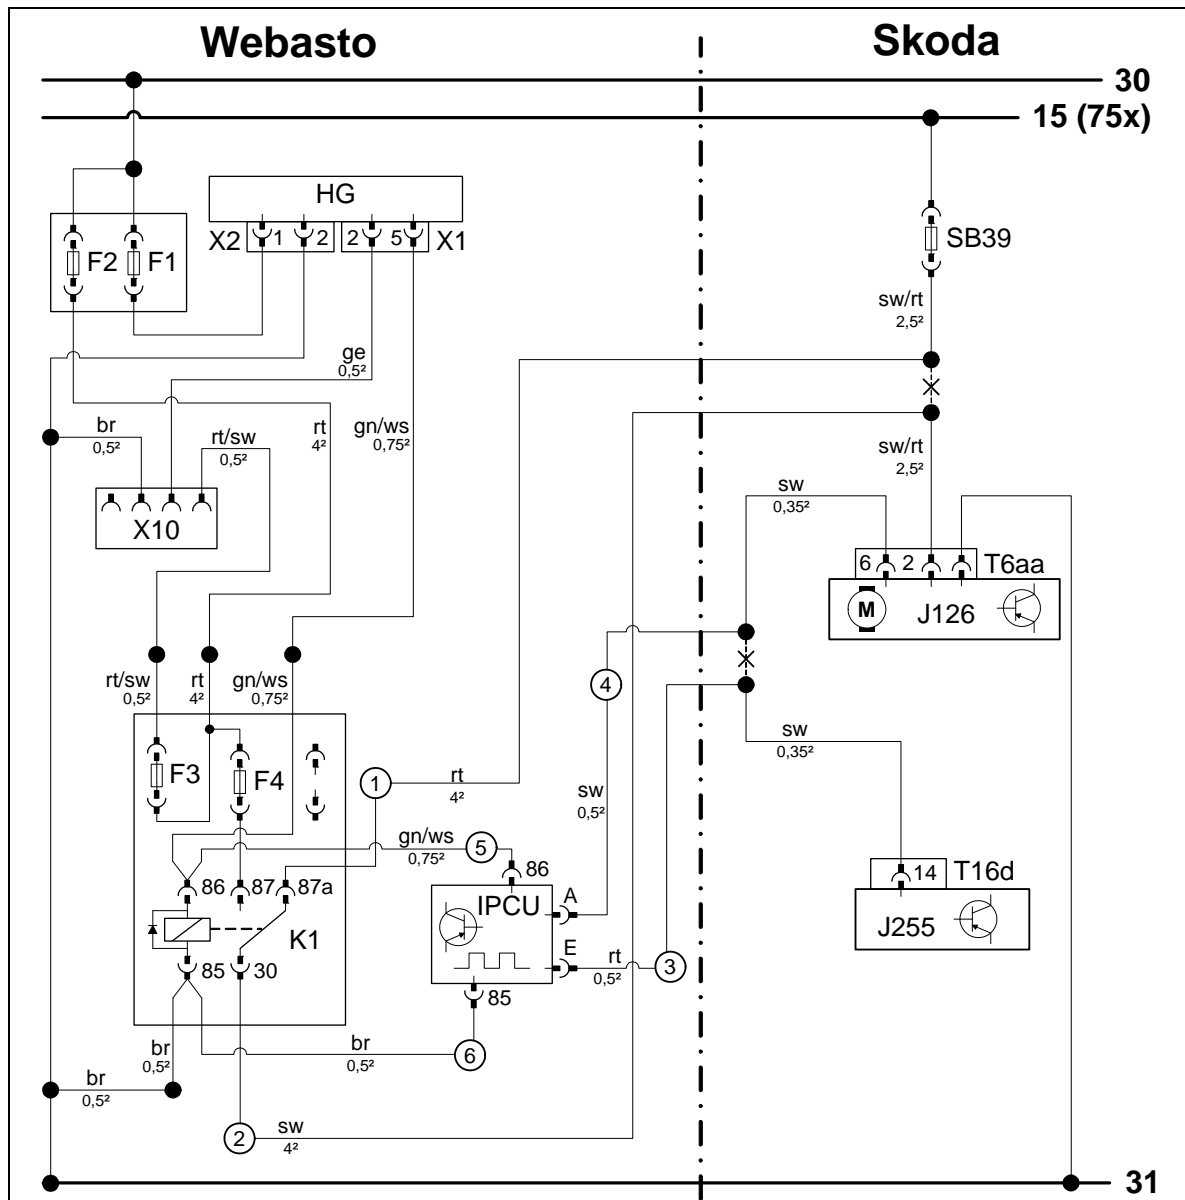 Webasto
Skoda
30
15 (75x)
HG
X2 1 2 2 5 X1
F2 F1
SB39
sw/rt
2,5²
ge
0,5²
br
0,5²
rt/sw
0,5²
rt
4²
gn/ws
0,75²
sw/rt
2,5²
X10
sw
0,35²
6 2 T6aa
M J126
rt/sw
0,5²
rt
4²
gn/ws
0,75²
4
sw
0,35²
F3 F4
1
rt
4²
sw
0,5²
gn/ws
0,75²
5
86
86 87 87a
14 T16d
IPCU A
K1
J255
E
85 30
rt
0,5²
3
85
br
0,5²
br
0,5²
6
br
0,5²
2
sw
4²
31